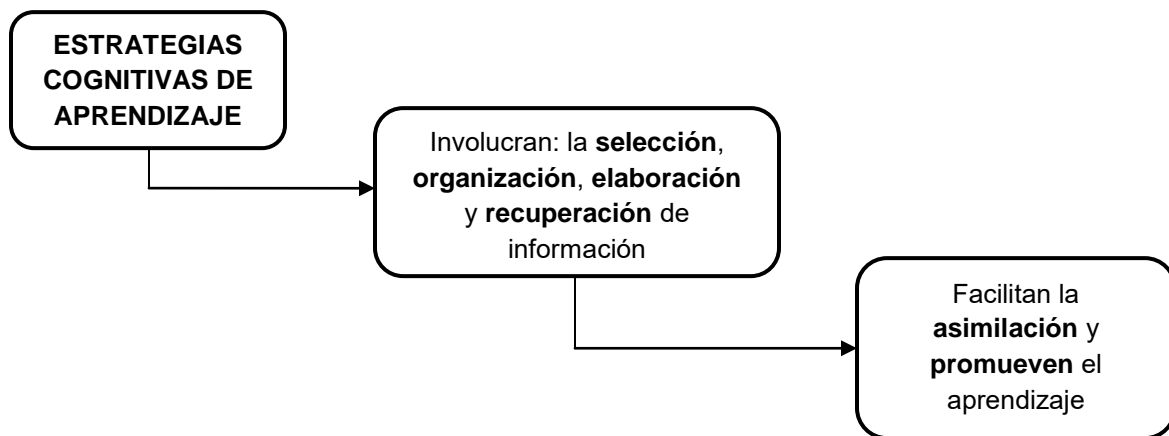 ESTRATEGIAS
COGNITIVAS DE
APRENDIZAJE
Involucran: la selección,
organización, elaboración
y recuperación de
información
Facilitan la
asimilación y
promueven el
aprendizaje